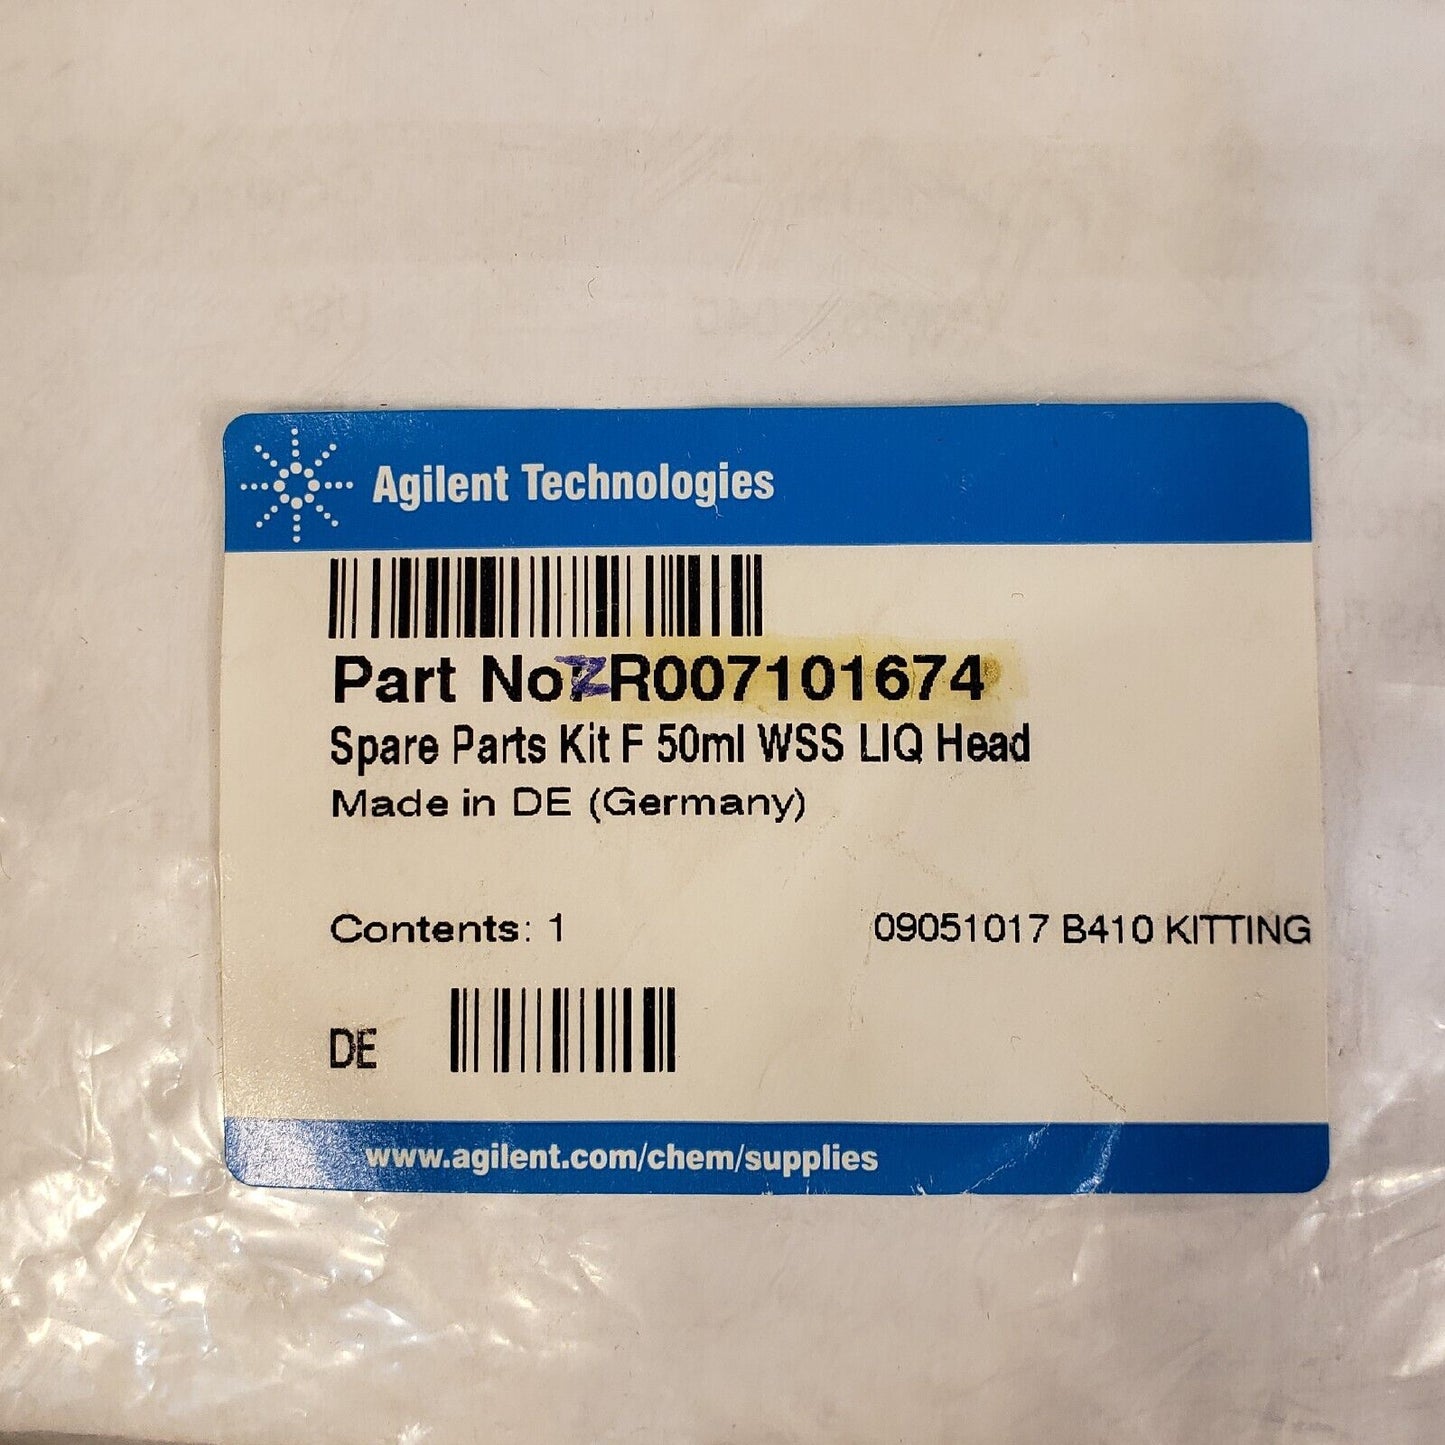 Agilent Technologies
Part No ZR007101674
Spare Parts Kit F 50ml WSS LIQ Head
Made in DE (Germany)
Contents: 1
09051017 B410 KITTING
DE
www.agilent.com/chem/supplies